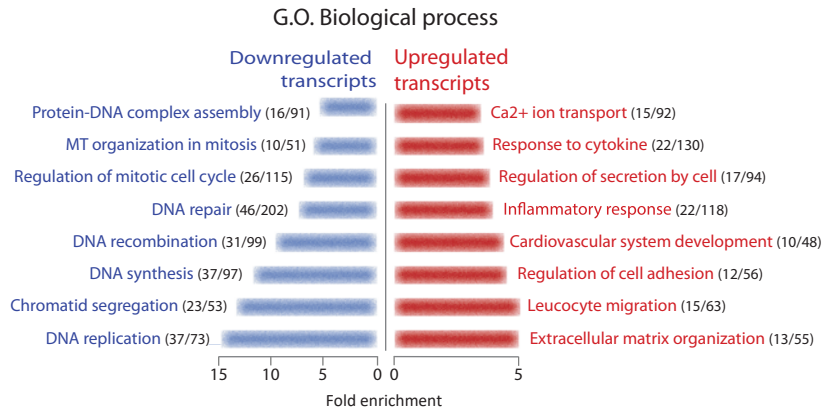 G.O. Biological process
Downregulated transcripts
Upregulated transcripts
Protein-DNA complex assembly (16/91)
Ca2+ ion transport (15/92)
MT organization in mitosis (10/51)
Response to cytokine (22/130)
Regulation of mitotic cell cycle (26/115)
Regulation of secretion by cell (17/94)
DNA repair (46/202)
Inflammatory response (22/118)
DNA recombination (31/99)
Cardiovascular system development (10/48)
DNA synthesis (37/97)
Regulation of cell adhesion (12/56)
Chromatid segregation (23/53)
Leucocyte migration (15/63)
DNA replication (37/73)
Extracellular matrix organization (13/55)
15 10 5 0 0 5
Fold enrichment